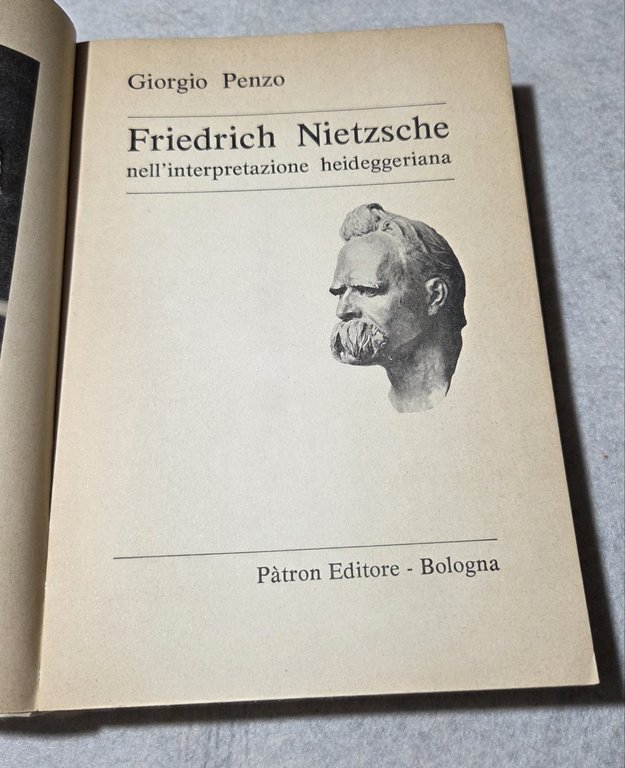 Giorgio Penzo
Friedrich Nietzsche
nell'interpretazione heideggeriana
Pàtron Editore - Bologna